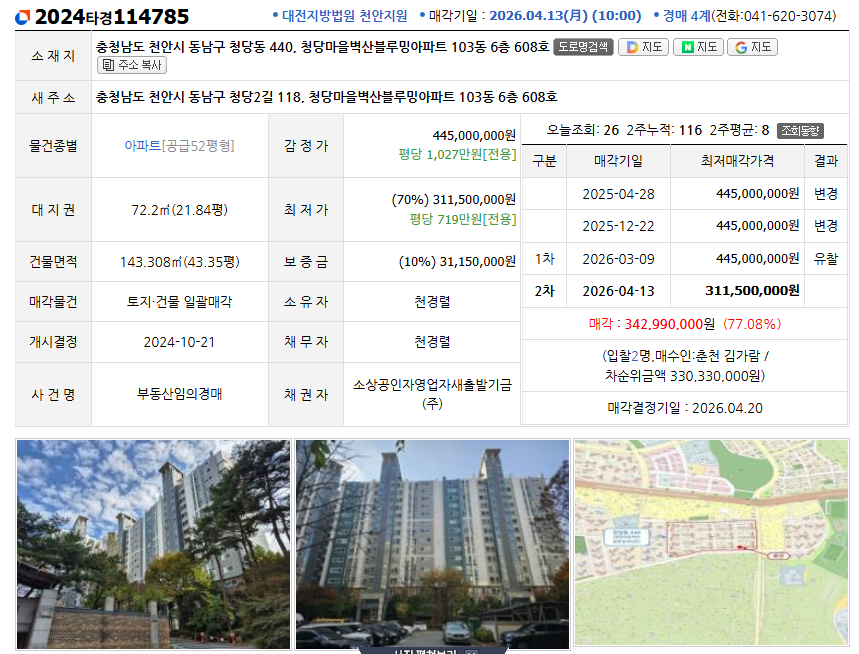 2024타경114785 • 대전지방법원 천안지원 • 매각기일 : 2026.04.13(月) (10:00) • 경매 4계(전화:041-620-3074)
소 재 지 충청남도 천안시 동남구 청당동 440, 청당마을벽산블루밍아파트 103동 6층 608호 도로명검색 D 지도 N 지도 G 지도
주소 복사
새 주 소 충청남도 천안시 동남구 청당2길 118, 청당마을벽산블루밍아파트 103동 6층 608호
물건종별 아파트[공급52평형] 감 정 가 445,000,000원
평당 1,027만원[전용]
대 지 권 72.2㎡(21.84평) 최 저 가 (70%) 311,500,000원
평당 719만원[전용]
건물면적 143.308㎡(43.35평) 보 증 금 (10%) 31,150,000원
매각물건 토지·건물 일괄매각 소 유 자 천경렬
개시결정 2024-10-21 채 무 자 천경렬
사 건 명 부동산임의경매 채 권 자 소상공인자영업자새출발기금
(주)
오늘조회: 26 2주누적: 116 2주평균: 8 조회동향
구분 매각기일 최저매각가격 결과
2025-04-28 445,000,000원 변경
2025-12-22 445,000,000원 변경
1차 2026-03-09 445,000,000원 유찰
2차 2026-04-13 311,500,000원
매각 : 342,990,000원 (77.08%)
(입찰2명,매수인:춘천 김가람 /
차순위금액 330,330,000원)
매각결정기일 : 2026.04.20